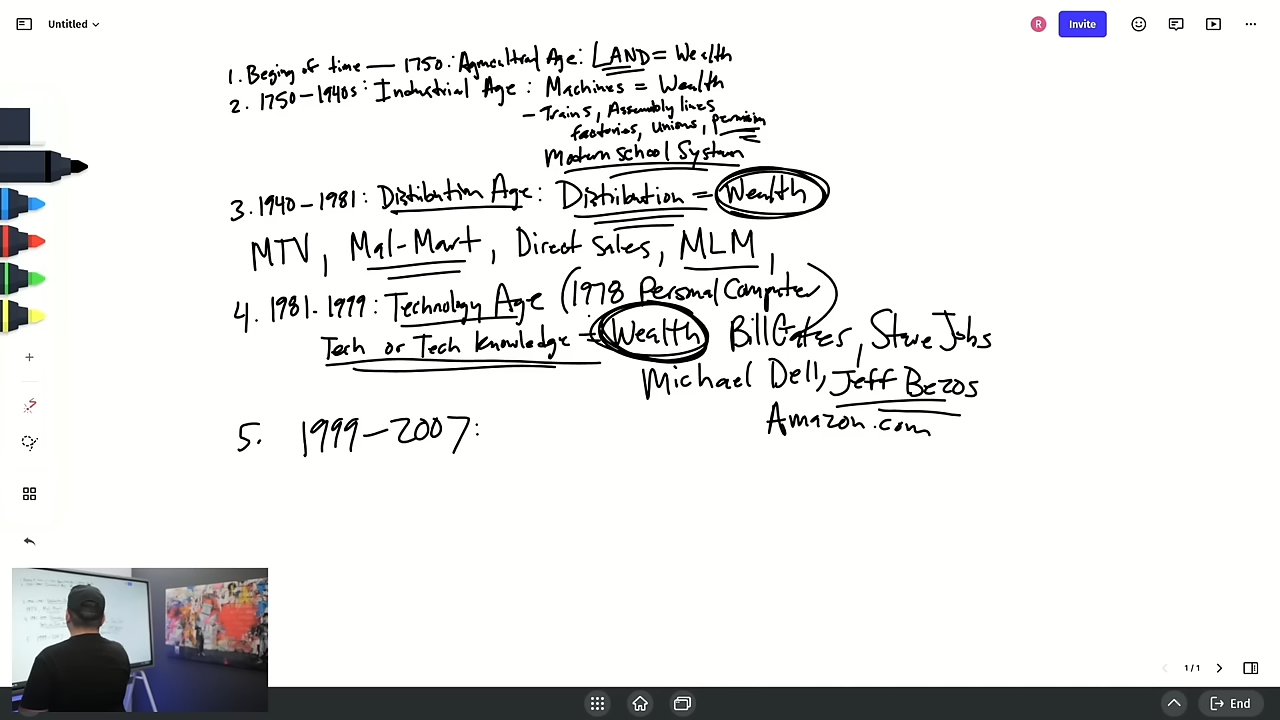 Untitled
R
Invite
1. Beging of time — 1750: Agricultral Age: LAND = Wealth
2. 1750-1940s: Industrial Age: Machines = Wealth
- Trains, Assembly lines
factories, unions, pension
Modern School System
3. 1940-1981: Distribution Age: Distribution = Wealth
MTV, Wal-Mart, Direct Sales, MLM,
4. 1981-1999: Technology Age (1978 Personal Computer)
Tech or Tech Knowledge = Wealth Bill Gates, Steve Jobs
Michael Dell, Jeff Bezos
Amazon.com
5. 1999-2007:
1/1
End